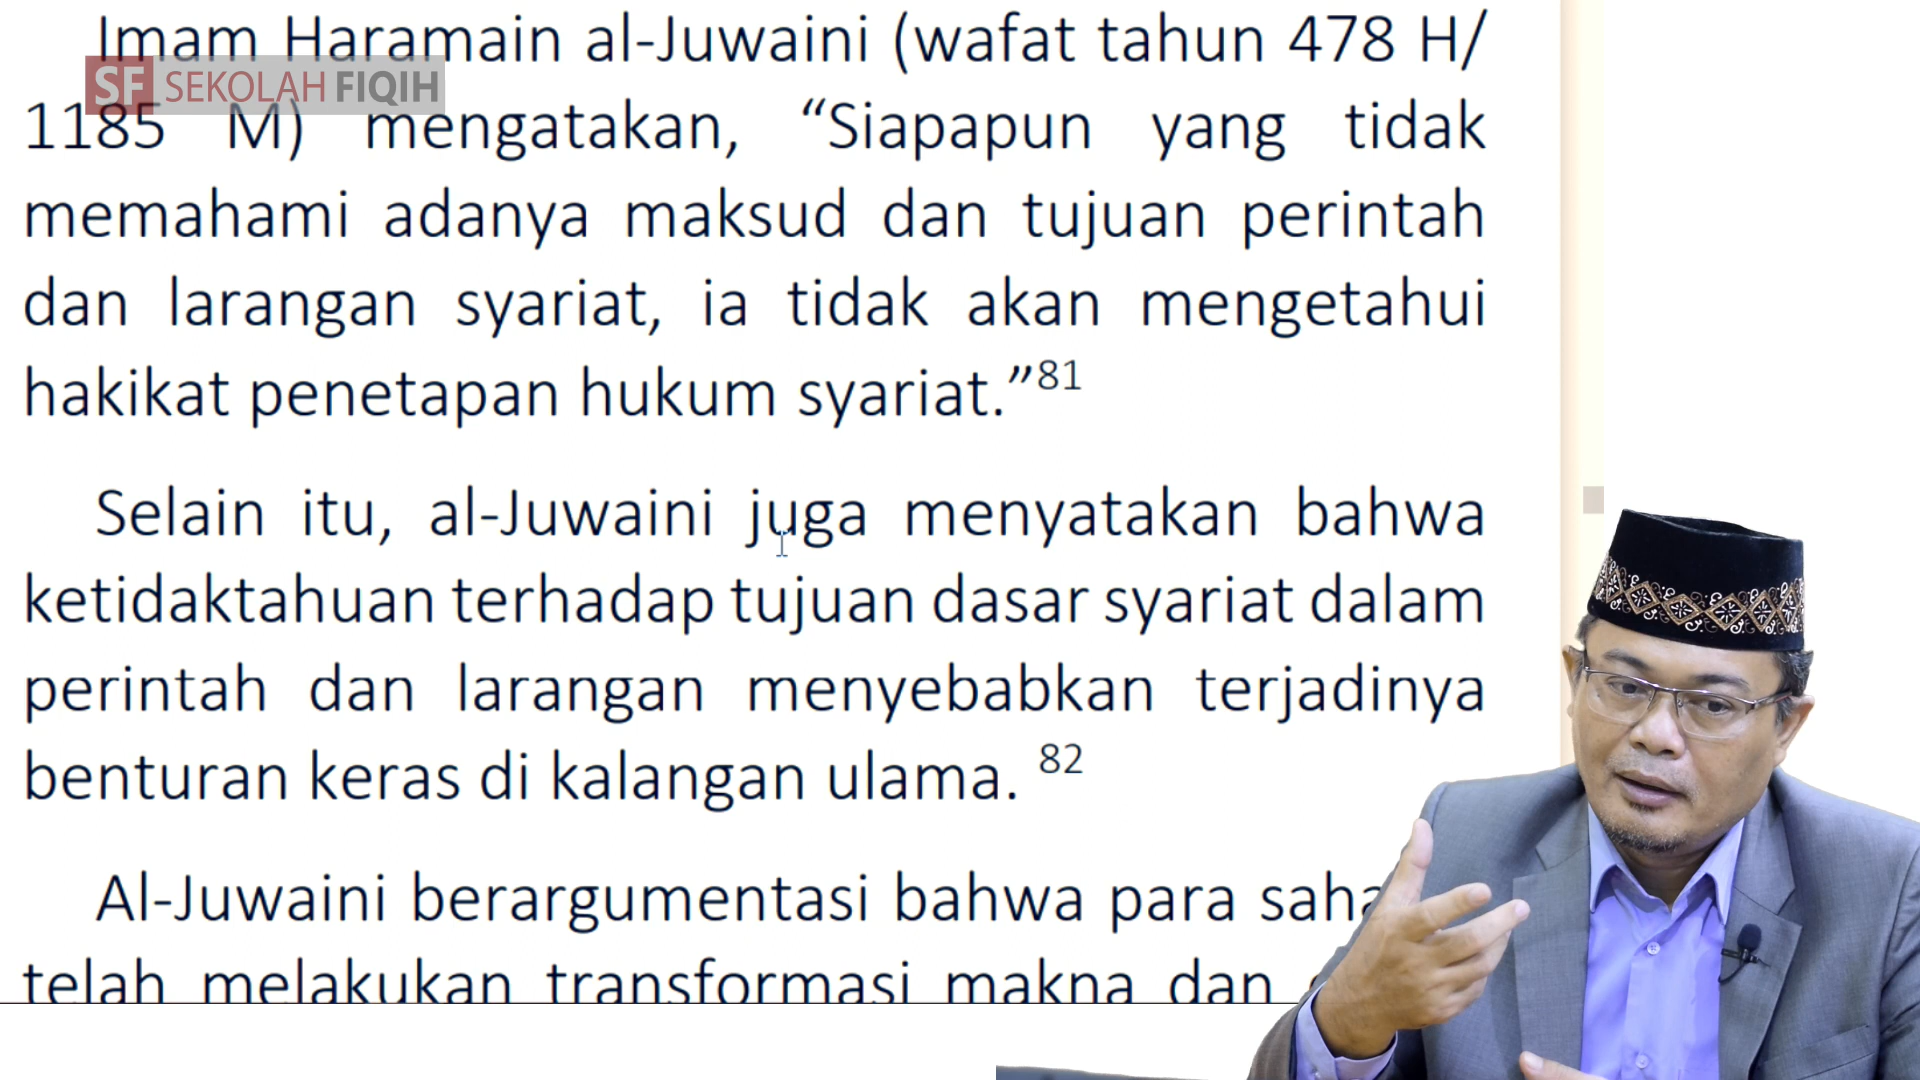 Imam Haramain al-Juwaini (wafat tahun 478 H/
SF SEKOLAH FIQIH
1185 M) mengatakan, “Siapapun yang tidak
memahami adanya maksud dan tujuan perintah
dan larangan syariat, ia tidak akan mengetahui
hakikat penetapan hukum syariat.”81
Selain itu, al-Juwaini juga menyatakan bahwa
ketidaktahuan terhadap tujuan dasar syariat dalam
perintah dan larangan menyebabkan terjadinya
benturan keras di kalangan ulama. 82
Al-Juwaini berargumentasi bahwa para saha
telah melakukan transformasi makna dan